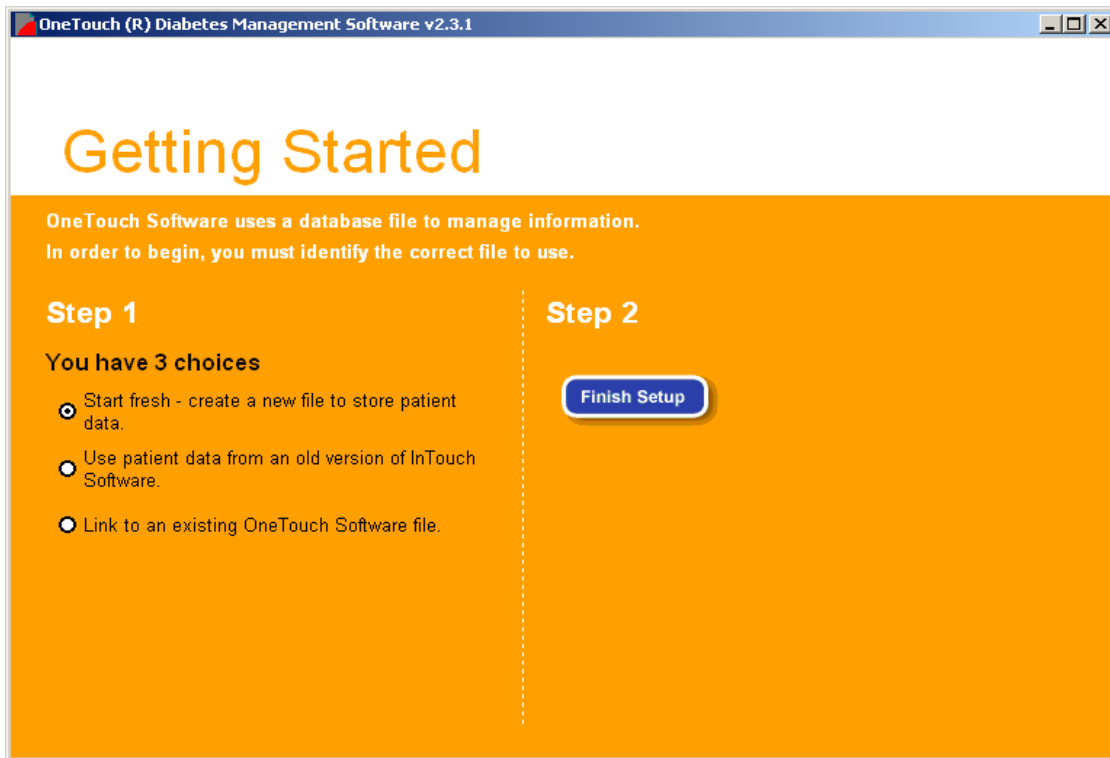 OneTouch (R) Diabetes Management Software v2.3.1
Getting Started
OneTouch Software uses a database file to manage information.
In order to begin, you must identify the correct file to use.
Step 1
You have 3 choices
Start fresh - create a new file to store patient
data.
Use patient data from an old version of InTouch
Software.
Link to an existing OneTouch Software file.
Step 2
Finish Setup